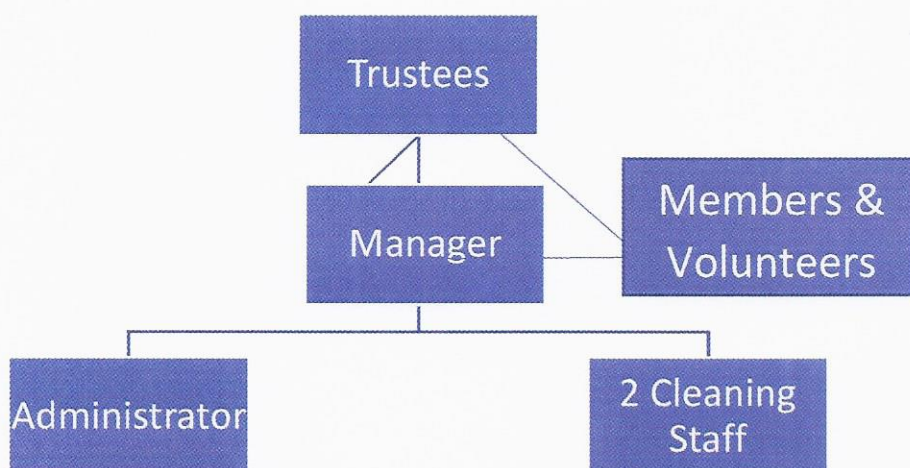 Trustees
Members &
Volunteers
Manager
Administrator
2 Cleaning
Staff